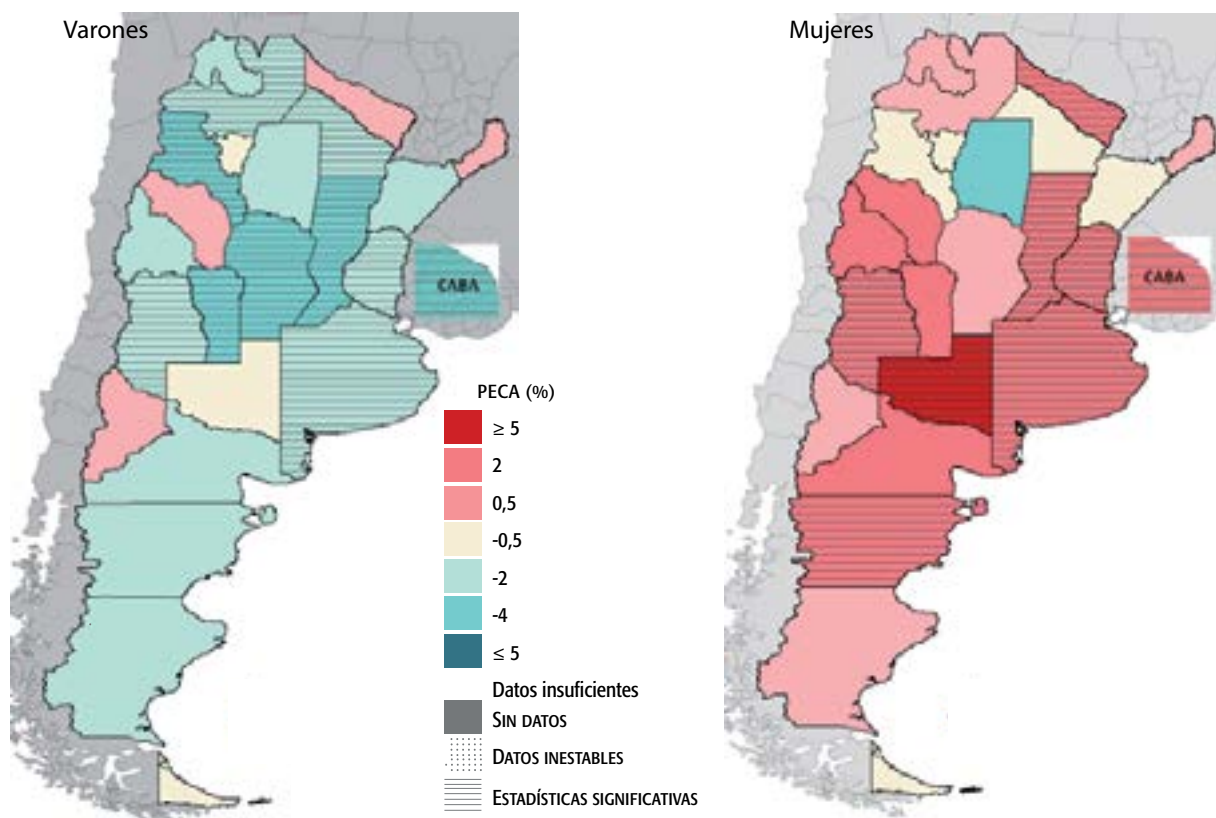 Varones
Mujeres
CABA
CABA
PECA (%)
≥ 5
2
0,5
-0,5
-2
-4
≤ 5
Datos insuficientes
SIN DATOS
DATOS INESTABLES
ESTADÍSTICAS SIGNIFICATIVAS